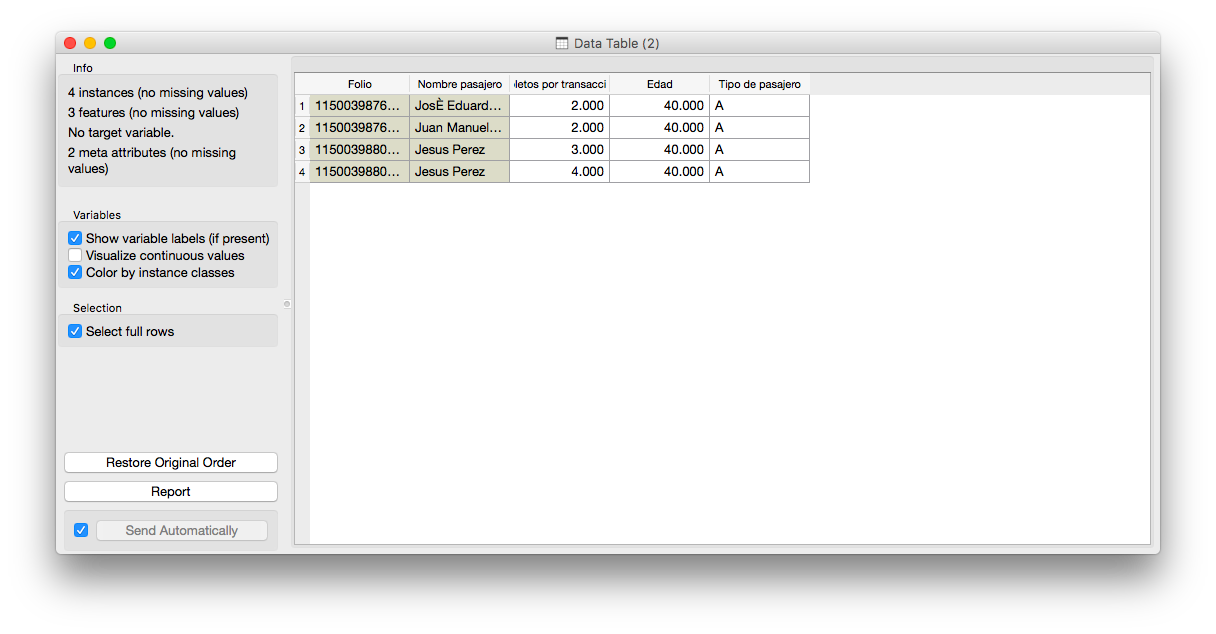 Data Table (2)
Info
4 instances (no missing values)
3 features (no missing values)
No target variable.
2 meta attributes (no missing
values)
Variables
Show variable labels (if present)
Visualize continuous values
Color by instance classes
Selection
Select full rows
Restore Original Order
Report
Send Automatically
Folio Nombre pasajero letos por transacci Edad Tipo de pasajero
1 1150039876... JosÈ Eduard... 2.000 40.000 A
2 1150039876... Juan Manuel... 2.000 40.000 A
3 1150039880... Jesus Perez 3.000 40.000 A
4 1150039880... Jesus Perez 4.000 40.000 A